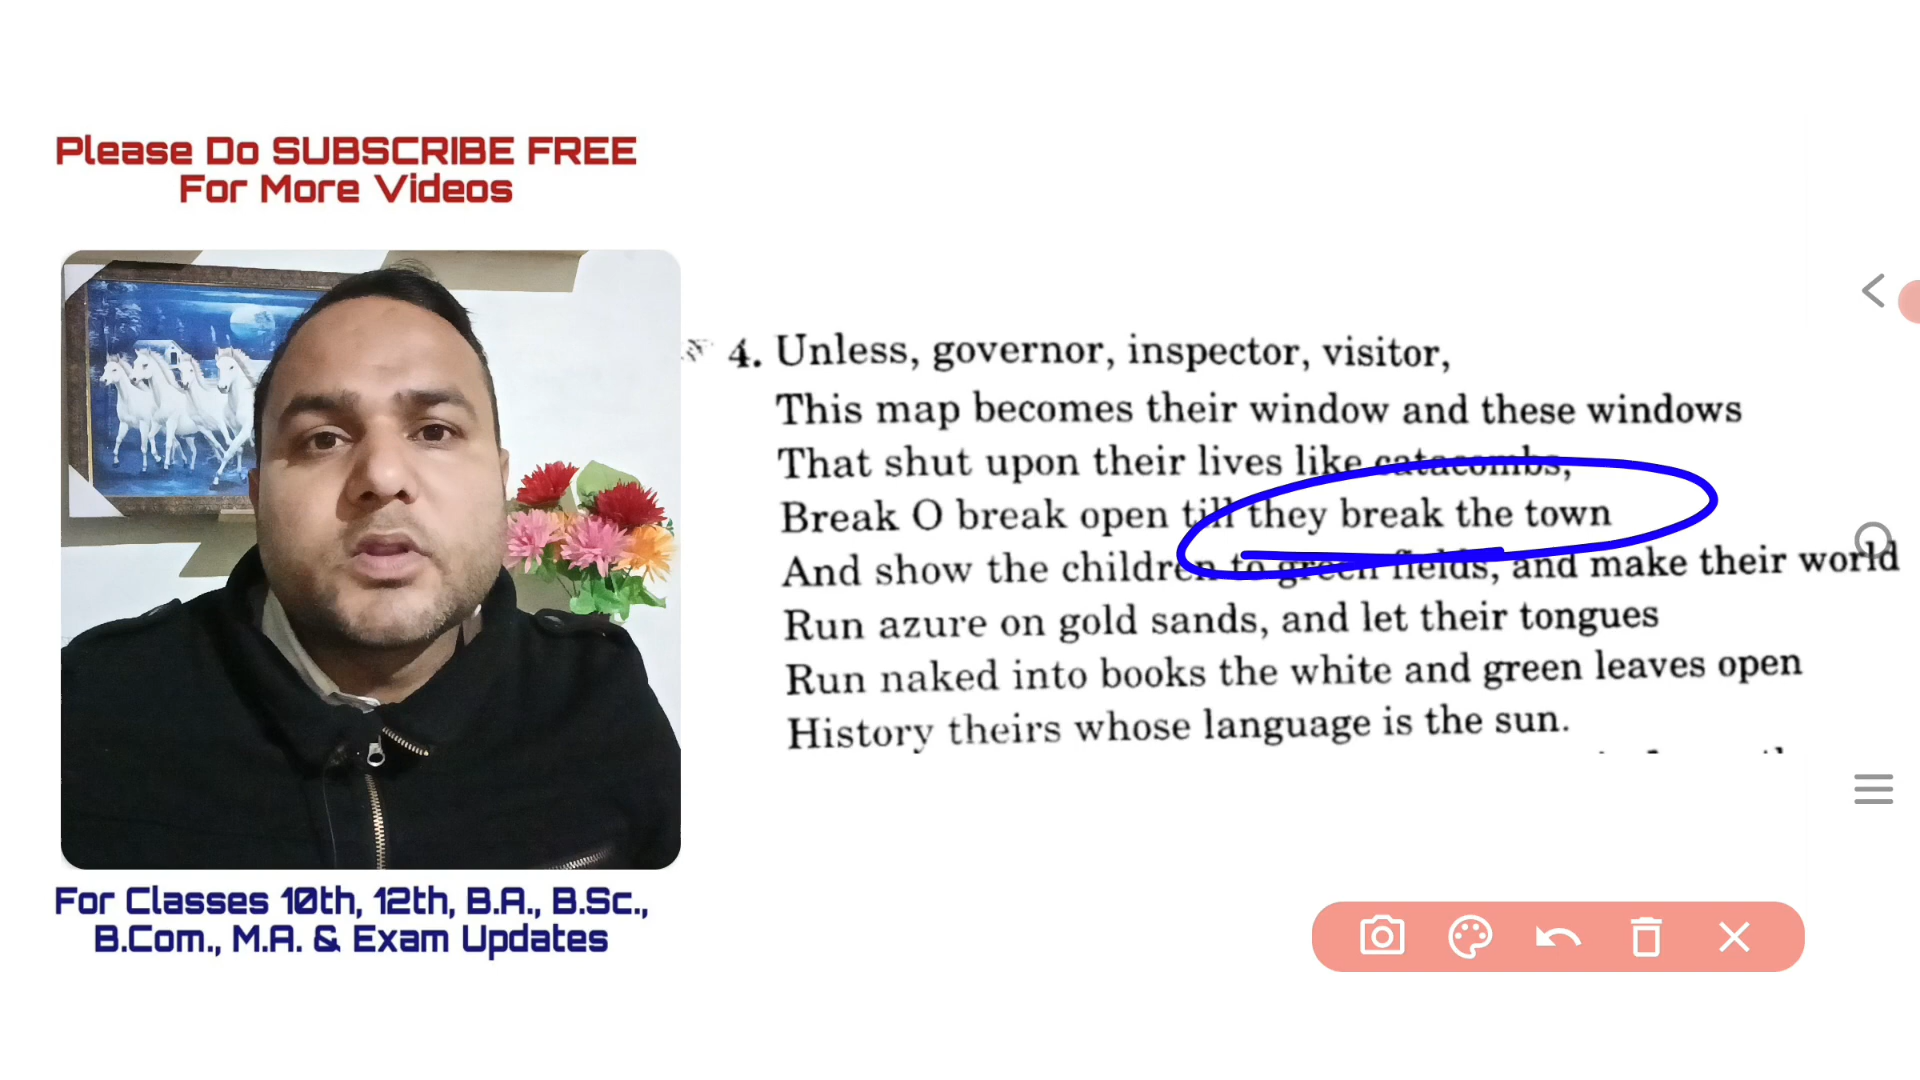 Please Do SUBSCRIBE FREE
For More Videos
4. Unless, governor, inspector, visitor,
This map becomes their window and these windows
That shut upon their lives like catacombs,
Break O break open till they break the town
And show the children to green fields, and make their world
Run azure on gold sands, and let their tongues
Run naked into books the white and green leaves open
History theirs whose language is the sun.
For Classes 10th, 12th, B.A., B.Sc.,
B.Com., M.A. & Exam Updates